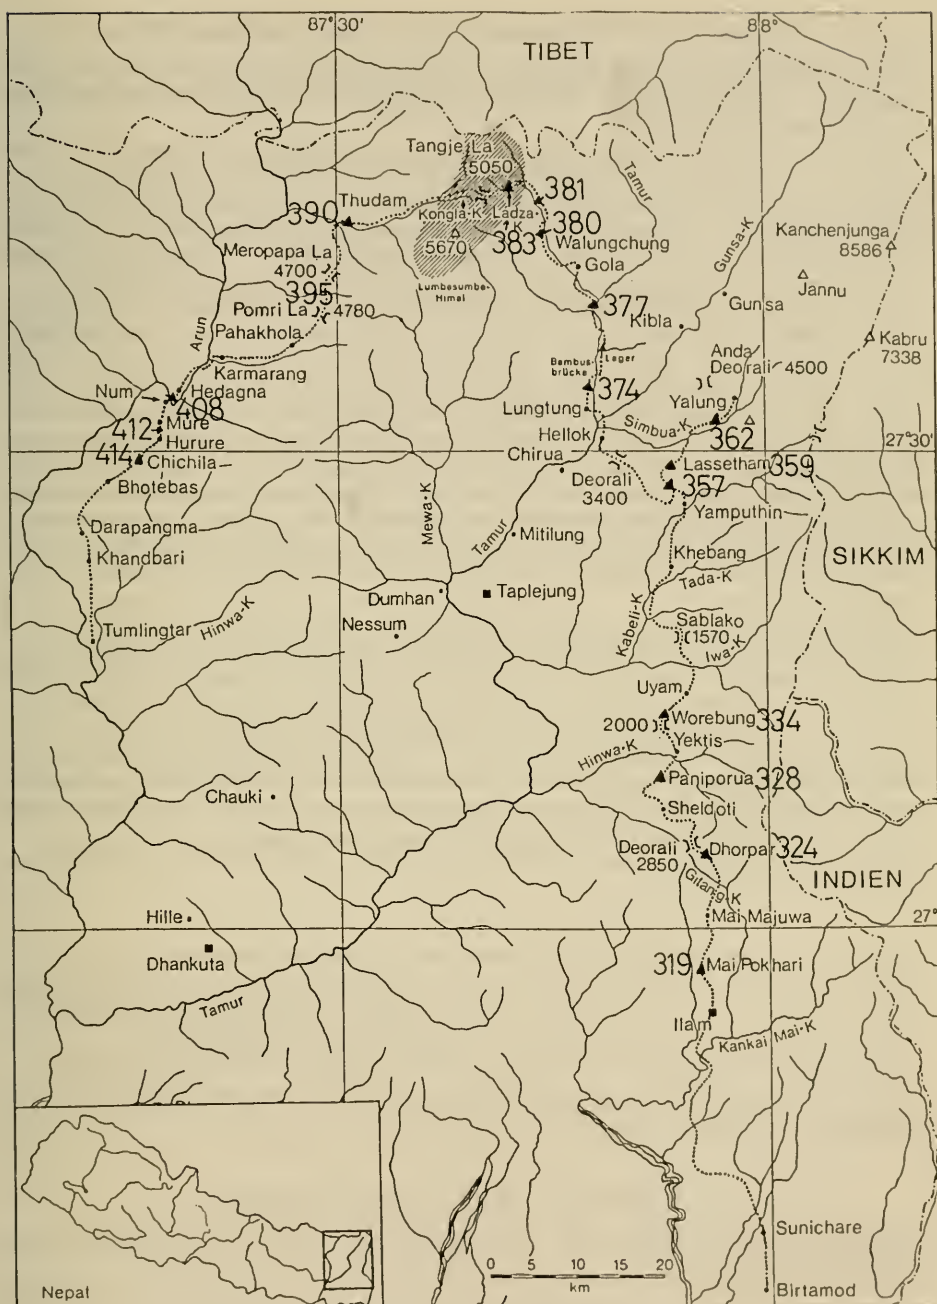 87°30'
88°
TIBET
Tangje La
5050
381
390
Thudam
Kongla-K
Ladza-K
380
Tamur
Gunsa-K
Kanchenjunga
8586
5670
383
Walungchung
Gola
Meropapa La
4700
Lumbasumba-
Himal
Jannu
395
377
Gunsa
Pomri La
4780
Kibla
Pahakhola
Arun
Kabru
7338
Karmarang
Bambus-
brücke
Lager
Anda
Deorali 4500
Num
Hedagna
408
374
Lungtung
Yalung
412
Mure
Simbua-K
362
Hurure
Hellok
27°30'
414
Chichila
Chirua
Lassetham 359
Bhotebas
Deorali
3400
357
Yamputhin
Darapangma
Mewa-K
Tamur
Mitilung
Khandbari
Khebang
SIKKIM
Tada-K
Dumhan
Taplejung
Hinwa-K
Nessum
Kabeli-K
Sablako
1570
Tumlingtar
Iwa-K
Uyam
2000
Worebung 334
Yektis
Hinwa-K
Paniporua 328
Chauki
Sheldoti
Deorali
2850
Dhorpar 324
Gilang-K
INDIEN
Hille
Mai Majuwa
27°
Dhankuta
319
Mai Pokhari
Tamur
Ilam
Kankai Mai-K
Sunichare
0 5 10 15 20
km
Nepal
Birtamod